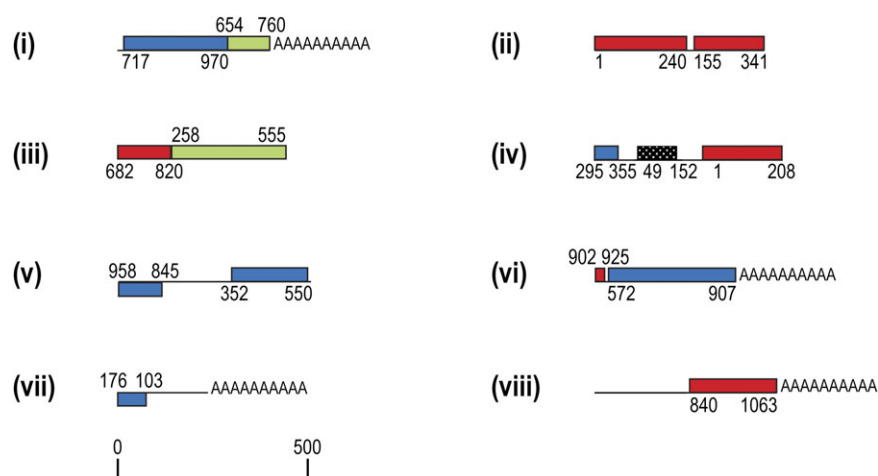 654 760
(i) AAAAAAAAAA (ii)
717 970 1 240 155 341
258 555
(iii) (iv)
682 820 295 355 49 152 1 208
958 845 902 925
(v) (vi) AAAAAAAAAA
352 550 572 907
176 103
(vii) AAAAAAAAAA (viii) AAAAAAAAAA
840 1063
0 500